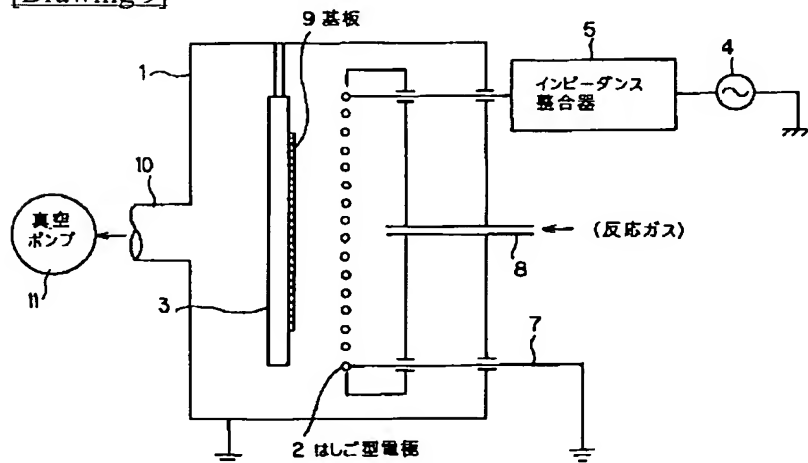 [Drawing 9]
9 基板
5
4
1
インピーダンス
整合器
10
真空
ポンプ
(反応ガス)
8
3
11
7
2 はしご型電極